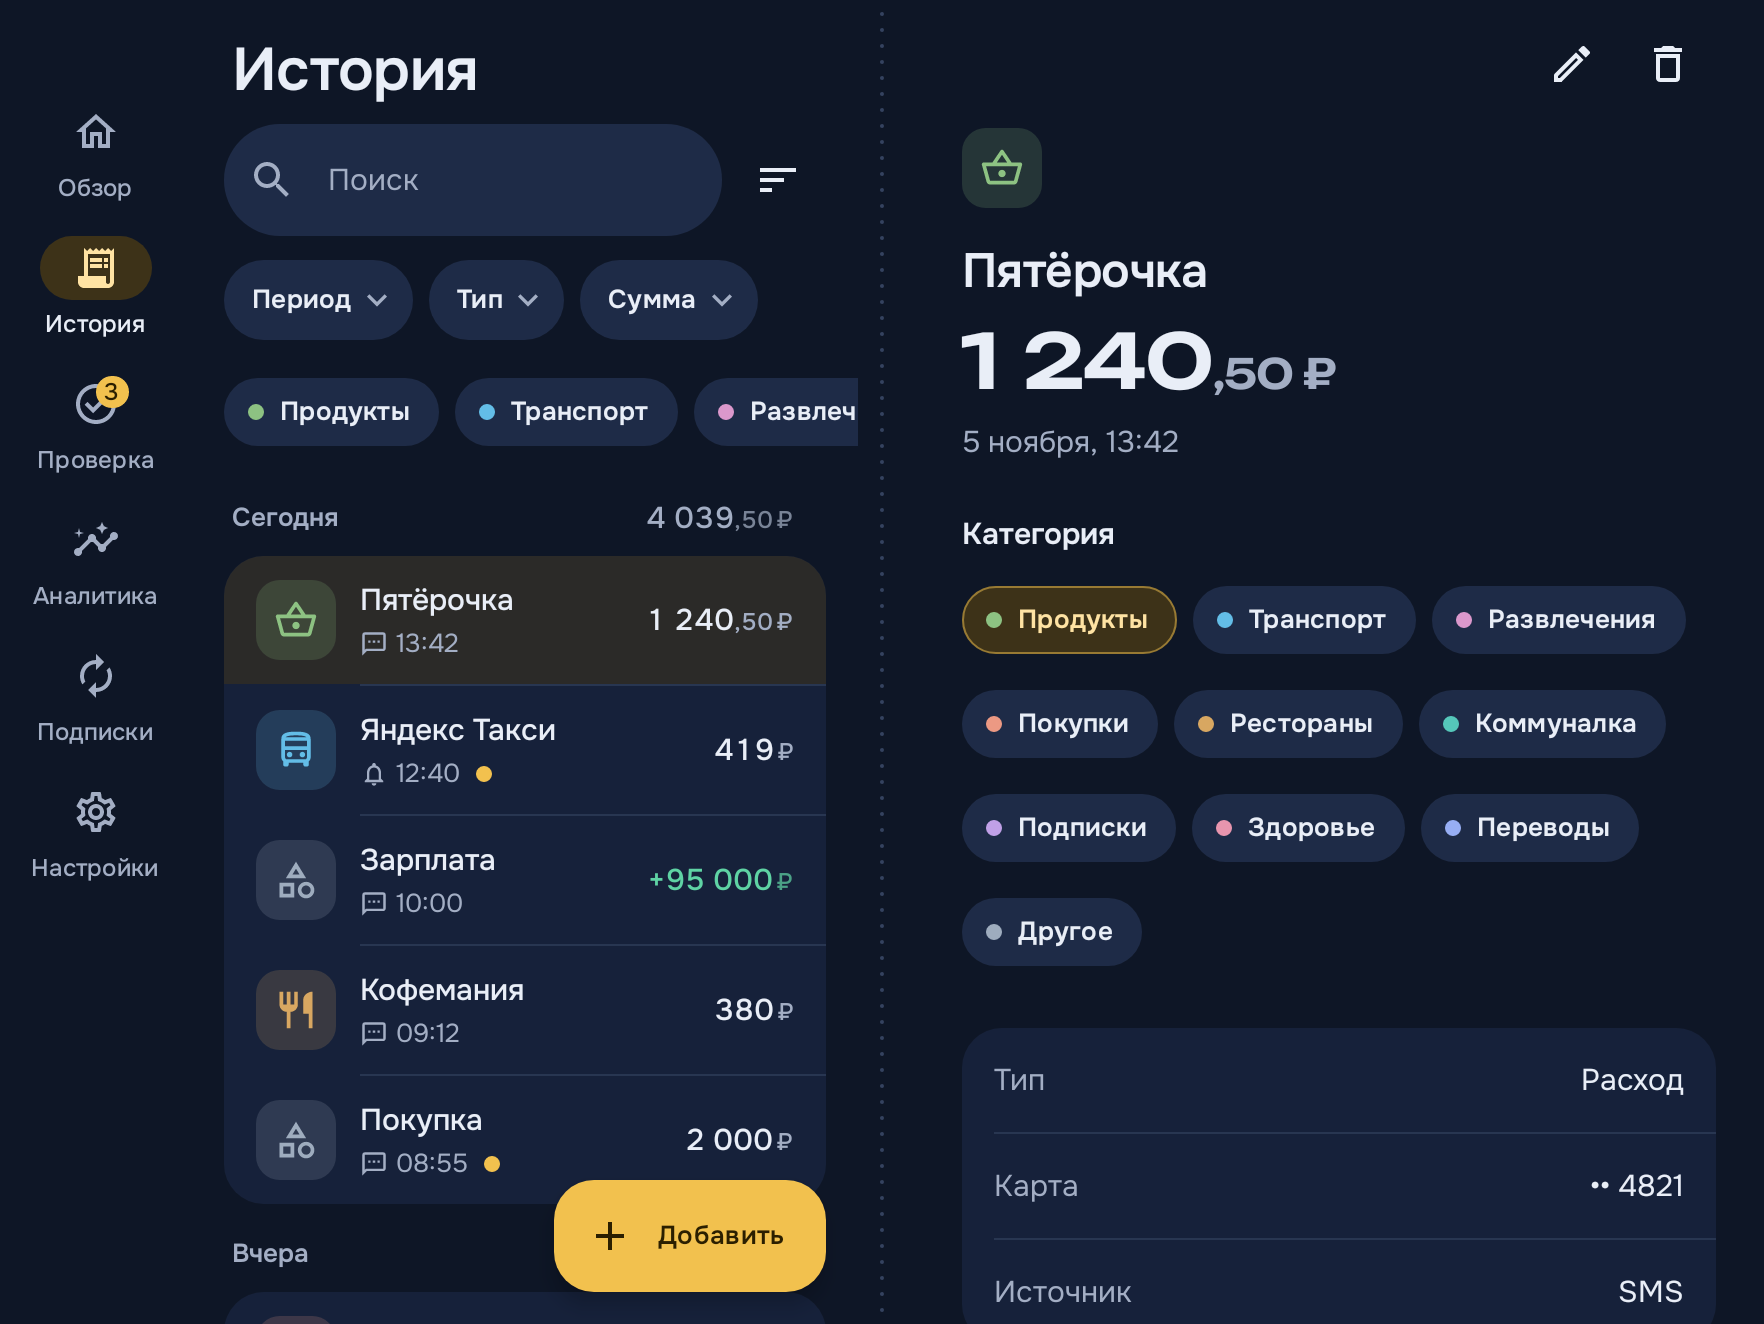 Обзор
История
3
Проверка
Аналитика
Подписки
Настройки
История
Поиск
Период
Тип
Сумма
Продукты
Транспорт
Развлеч
Сегодня
4 039,50 ₽
Пятёрочка
13:42
1 240,50 ₽
Яндекс Такси
12:40
419 ₽
Зарплата
10:00
+95 000 ₽
Кофемания
09:12
380 ₽
Покупка
08:55
2 000 ₽
Вчера
Добавить
Пятёрочка
1 240,50 ₽
5 ноября, 13:42
Категория
Продукты
Транспорт
Развлечения
Покупки
Рестораны
Коммуналка
Подписки
Здоровье
Переводы
Другое
Тип
Расход
Карта
•• 4821
Источник
SMS